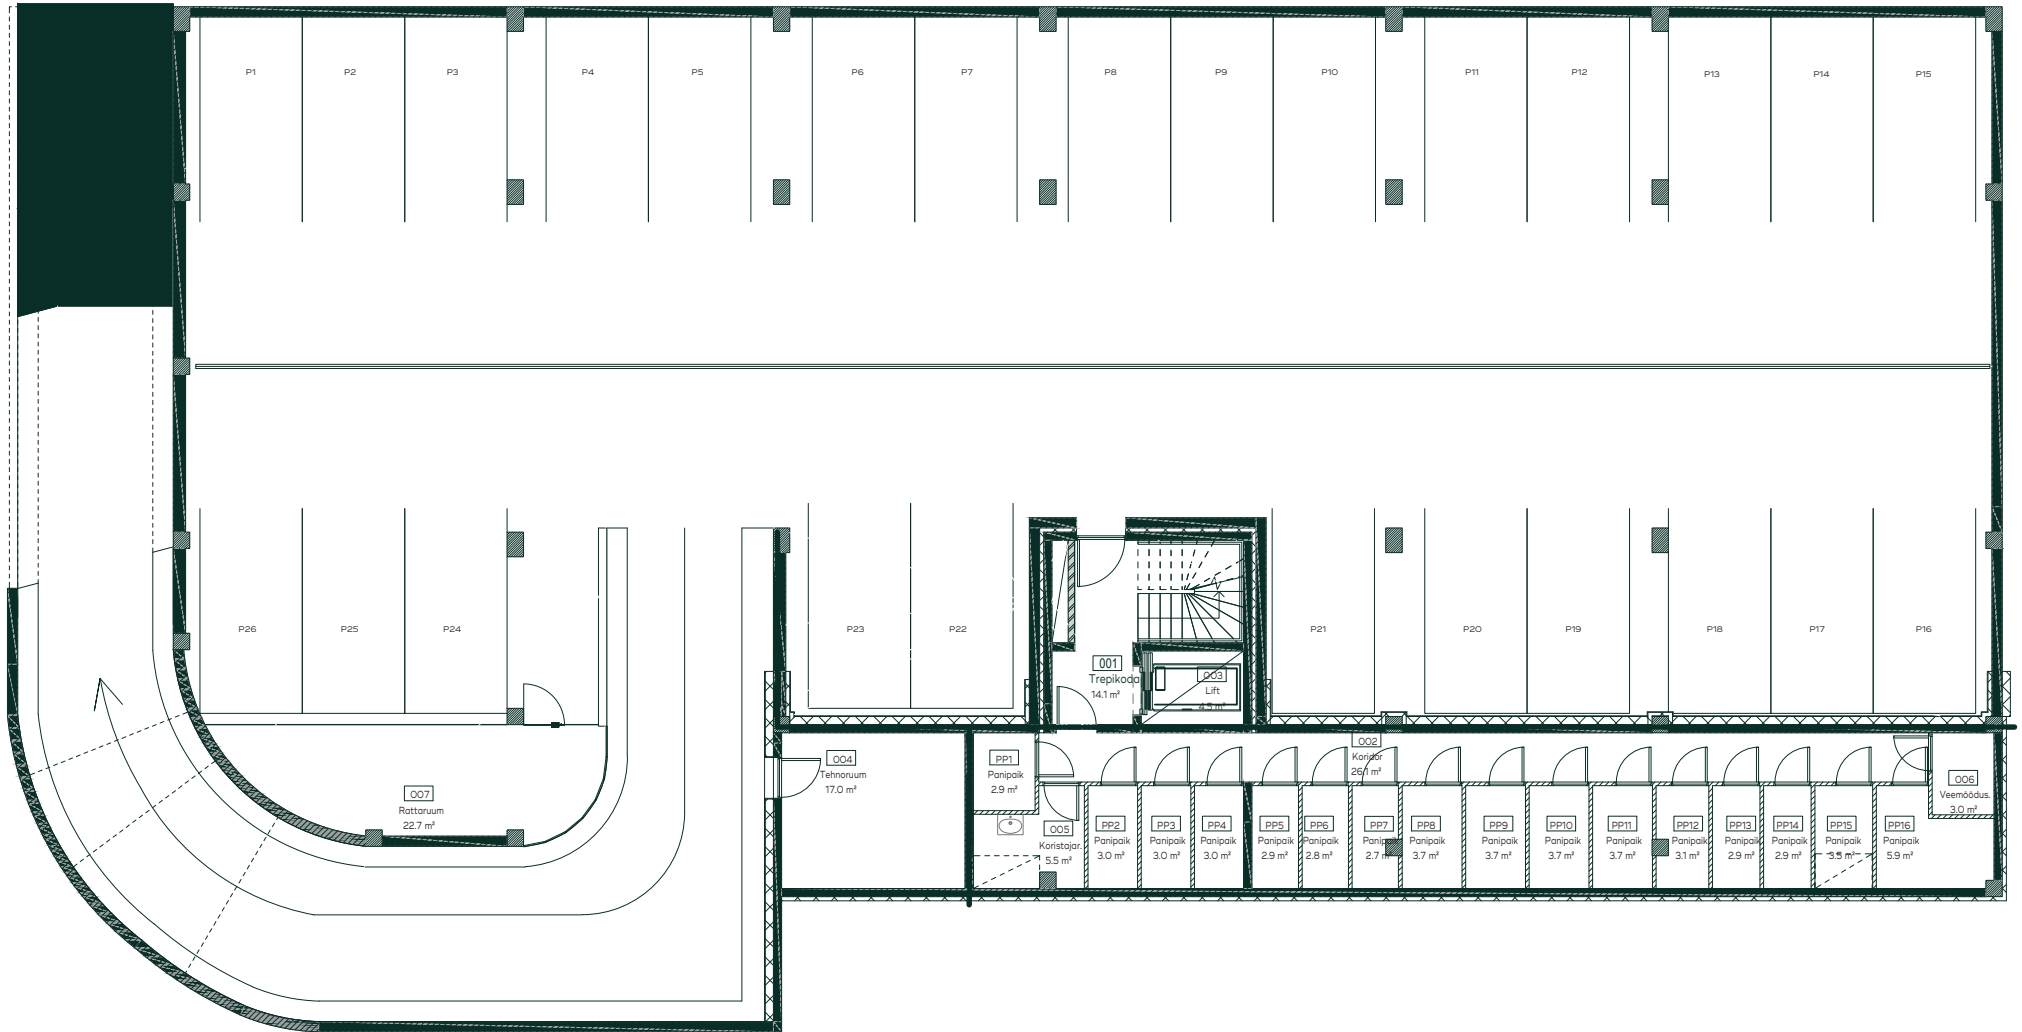 P1
P2
P3
P4
P5
P6
P7
P8
P9
P10
P11
P12
P13
P14
P15
P26
P25
P24
P23
P22
P21
P20
P19
P18
P17
P16
001
Trepikoda
14.1 m²
003
Lift
4.5 m²
002
Koridor
26.1 m²
004
Tehnoruum
17.0 m²
PP1
Panipaik
2.9 m²
006
Veemõõdus.
3.0 m²
007
Rattaruum
22.7 m²
005
Koristajar.
5.5 m²
PP2
Panipaik
3.0 m²
PP3
Panipaik
3.0 m²
PP4
Panipaik
3.0 m²
PP5
Panipaik
2.9 m²
PP6
Panipaik
2.8 m²
PP7
Panipaik
2.7 m²
PP8
Panipaik
3.7 m²
PP9
Panipaik
3.7 m²
PP10
Panipaik
3.7 m²
PP11
Panipaik
3.7 m²
PP12
Panipaik
3.1 m²
PP13
Panipaik
2.9 m²
PP14
Panipaik
2.9 m²
PP15
Panipaik
3.5 m²
PP16
Panipaik
5.9 m²